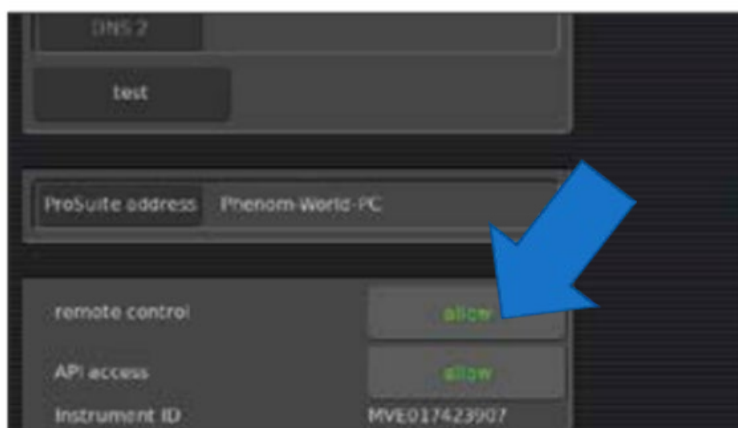 DNS 2
test
ProSuite address Phenom-World-PC
remote control allow
API access allow
Instrument ID MVE017423907